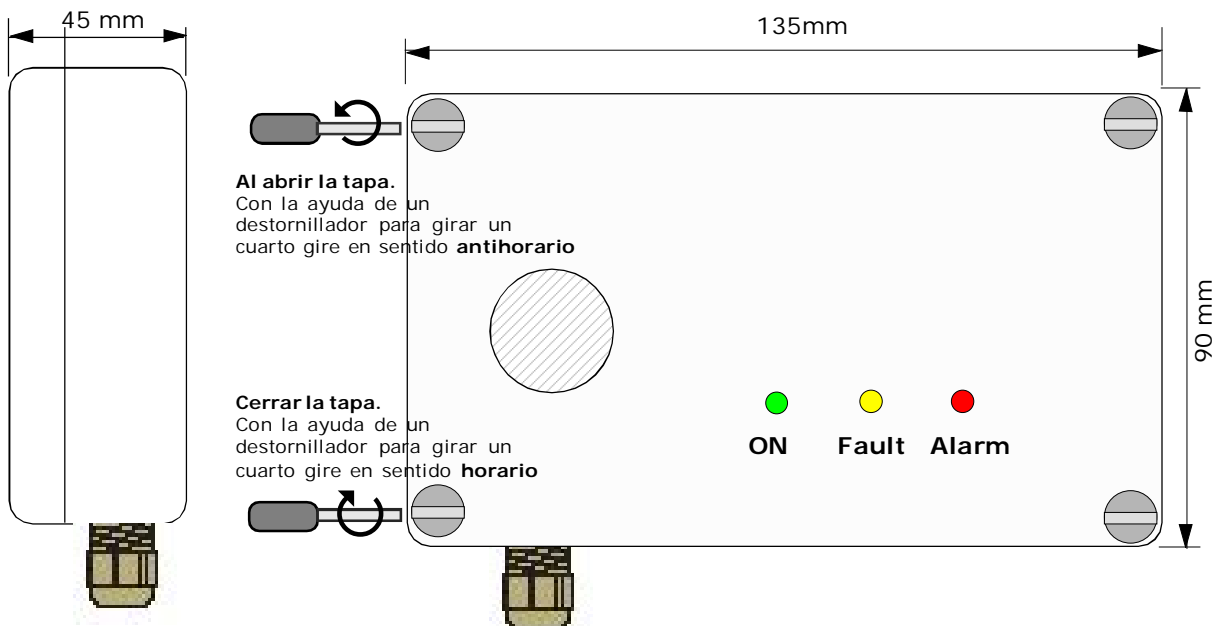 45 mm
135mm
Al abrir la tapa.
Con la ayuda de un
destornillador para girar un
cuarto gire en sentido antihorario
90 mm
Cerrar la tapa.
Con la ayuda de un
destornillador para girar un
cuarto gire en sentido horario
ON Fault Alarm